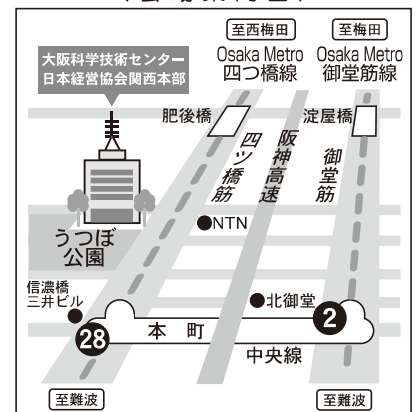 至西梅田
至梅田
Osaka Metro
四つ橋線
Osaka Metro
御堂筋線
大阪科学技術センター
日本経営協会関西本部
肥後橋
淀屋橋
四ツ橋筋
阪神高速
御堂筋
NTN
うつぼ
公園
信濃橋
三井ビル
北御堂
28
本町
2
中央線
至難波
至難波